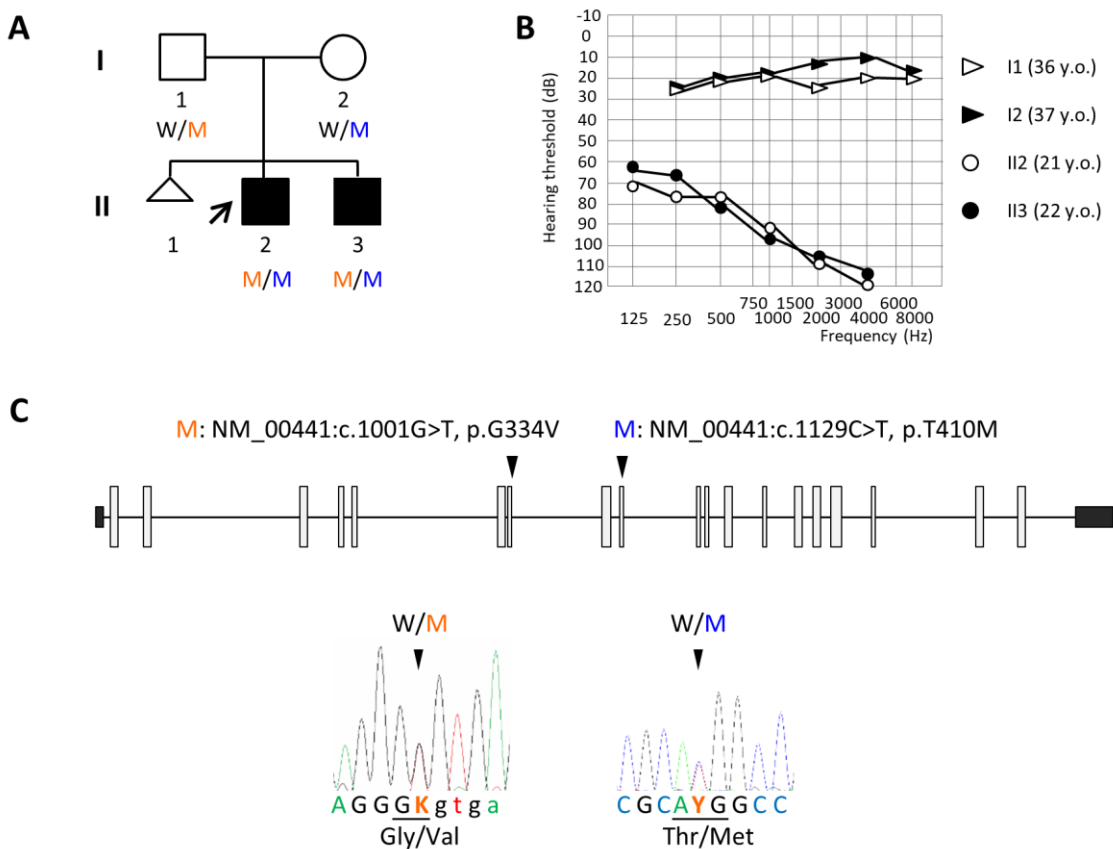 A
I
1
2
W/M
W/M
II
1
2
3
M/M
M/M
B
Hearing threshold (dB)
-10
0
10
20
30
40
50
60
70
80
90
100
110
120
750 1500 3000 6000
125 250 500 1000 2000 4000 8000
Frequency (Hz)
I1 (36 y.o.)
I2 (37 y.o.)
II2 (21 y.o.)
II3 (22 y.o.)
C
M: NM_00441:c.1001G>T, p.G334V
M: NM_00441:c.1129C>T, p.T410M
W/M
W/M
AGGGKgtga
CGCAYGGCC
Gly/Val
Thr/Met